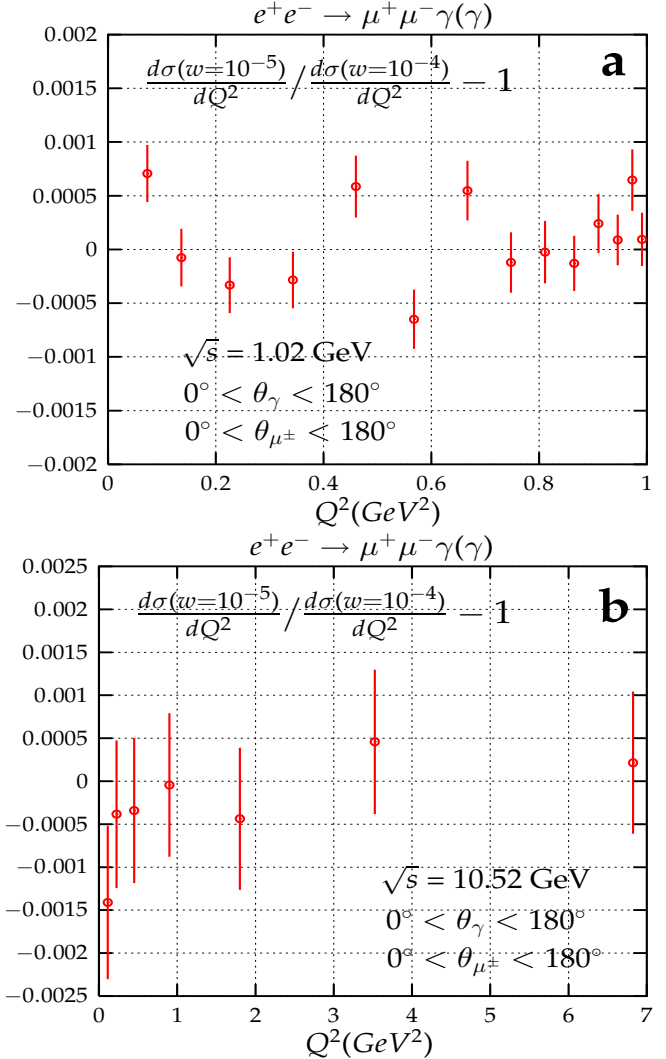 e⁺e⁻ → μ⁺μ⁻γ(γ)
0.002
0.0015
0.001
0.0005
0
−0.0005
−0.001
−0.0015
−0.002
dσ(w=10⁻⁵)/dQ² / dσ(w=10⁻⁴)/dQ² − 1
a
√s = 1.02 GeV
0° < θ_γ < 180°
0° < θ_μ± < 180°
0 0.2 0.4 0.6 0.8 1
Q²(GeV²)
e⁺e⁻ → μ⁺μ⁻γ(γ)
0.0025
0.002
0.0015
0.001
0.0005
0
−0.0005
−0.001
−0.0015
−0.002
−0.0025
dσ(w=10⁻⁵)/dQ² / dσ(w=10⁻⁴)/dQ² − 1
b
√s = 10.52 GeV
0° < θ_γ < 180°
0° < θ_μ± < 180°
0 1 2 3 4 5 6 7
Q²(GeV²)